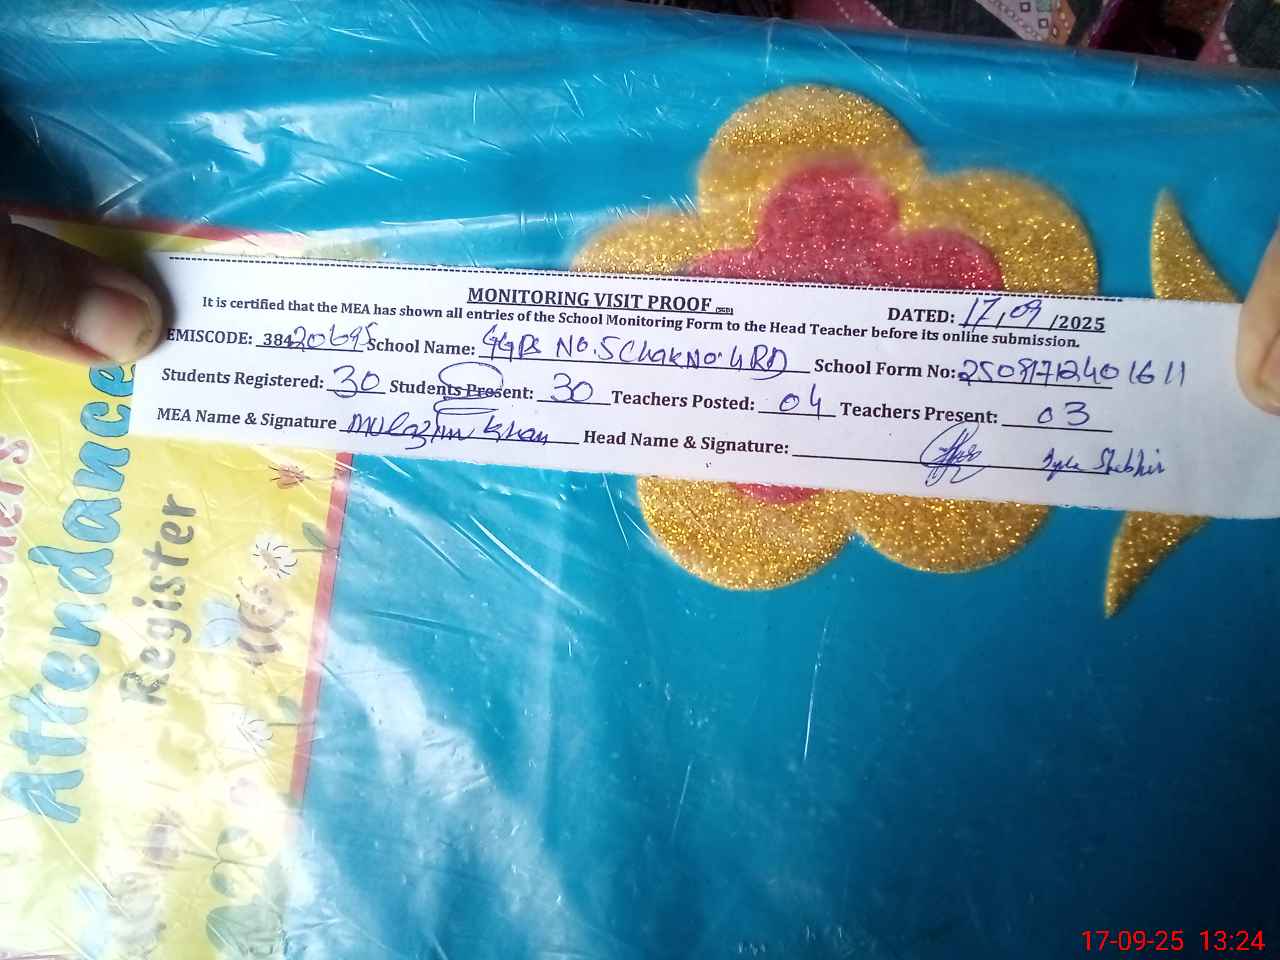 MONITORING VISIT PROOF
DATED: 17,09/2025
It is certified that the MEA has shown all entries of the School Monitoring Form to the Head Teacher before its online submission.
EMISCODE: 38420695 School Name: GGPS No.5 Chak No.4 RD School Form No:
Students Registered: 30 Students Present: 30 Teachers Posted: 04 Teachers Present: 03
MEA Name & Signature Mulazim Khan Head Name & Signature: Shabbir
Attendance
Register
17-09-25 13:24